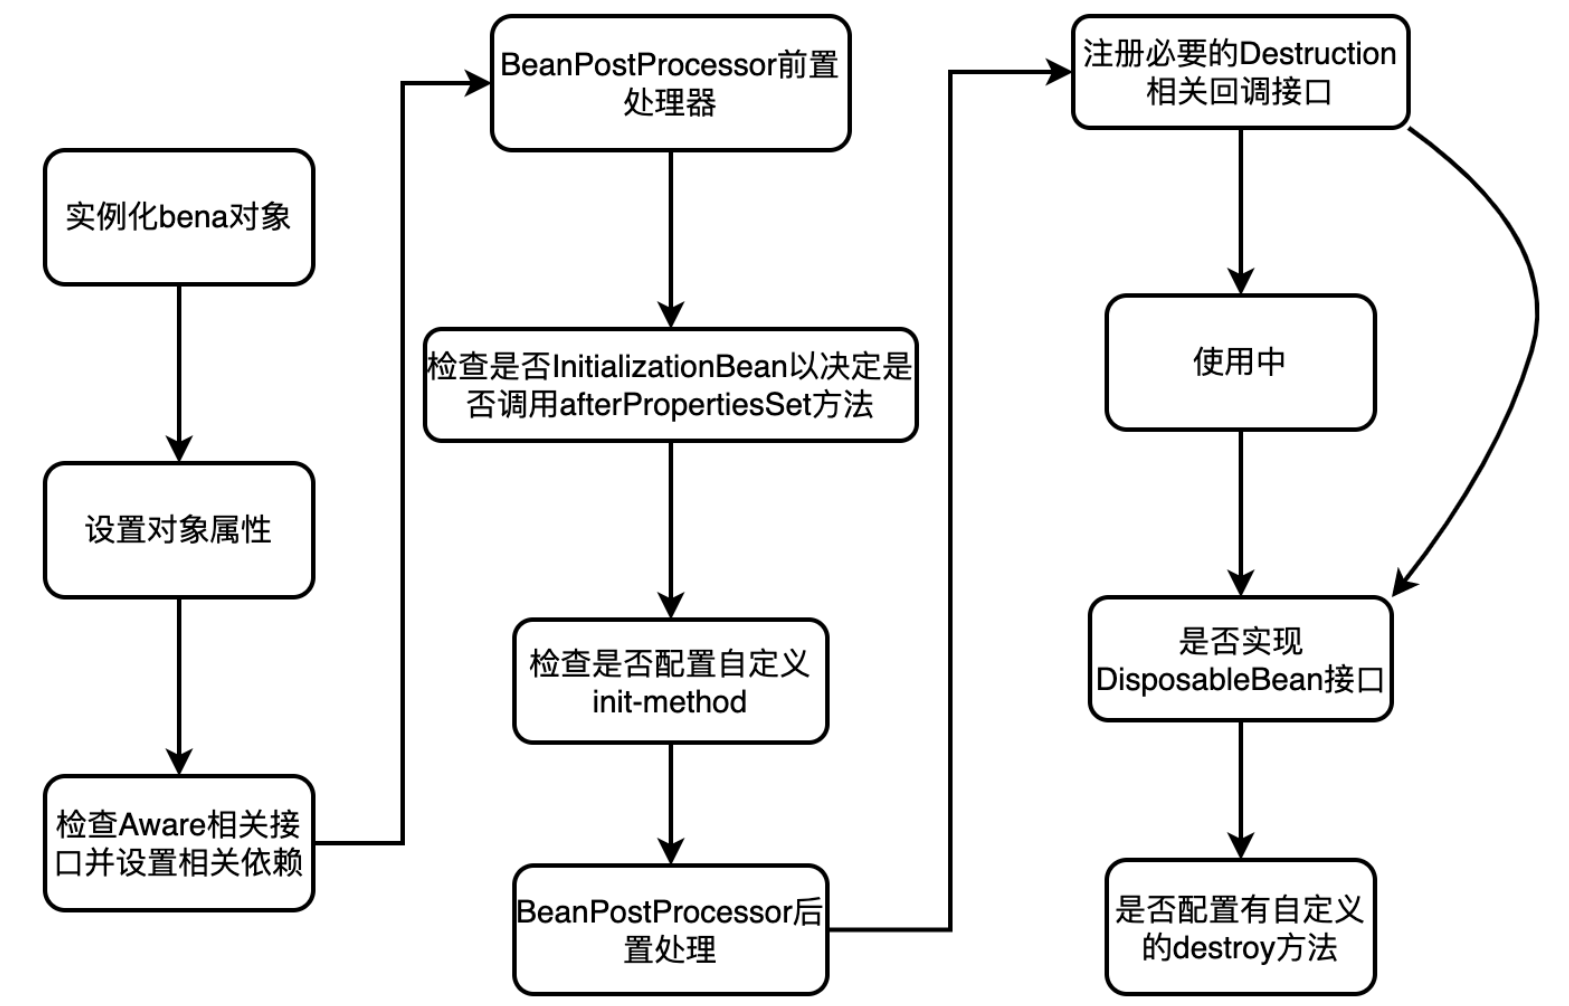 实例化bena对象
设置对象属性
检查Aware相关接
口并设置相关依赖
BeanPostProcessor前置
处理器
检查是否InitializationBean以决定是
否调用afterPropertiesSet方法
检查是否配置自定义
init-method
BeanPostProcessor后
置处理
注册必要的Destruction
相关回调接口
使用中
是否实现
DisposableBean接口
是否配置有自定义
的destroy方法